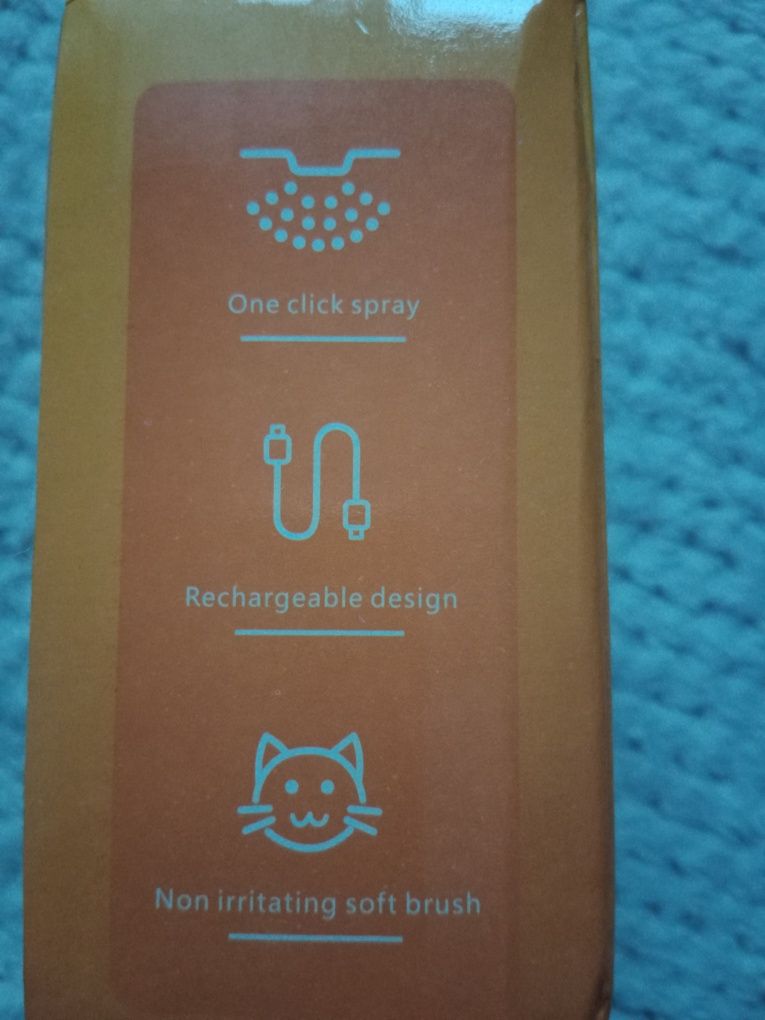 One click spray
Rechargeable design
Non irritating soft brush